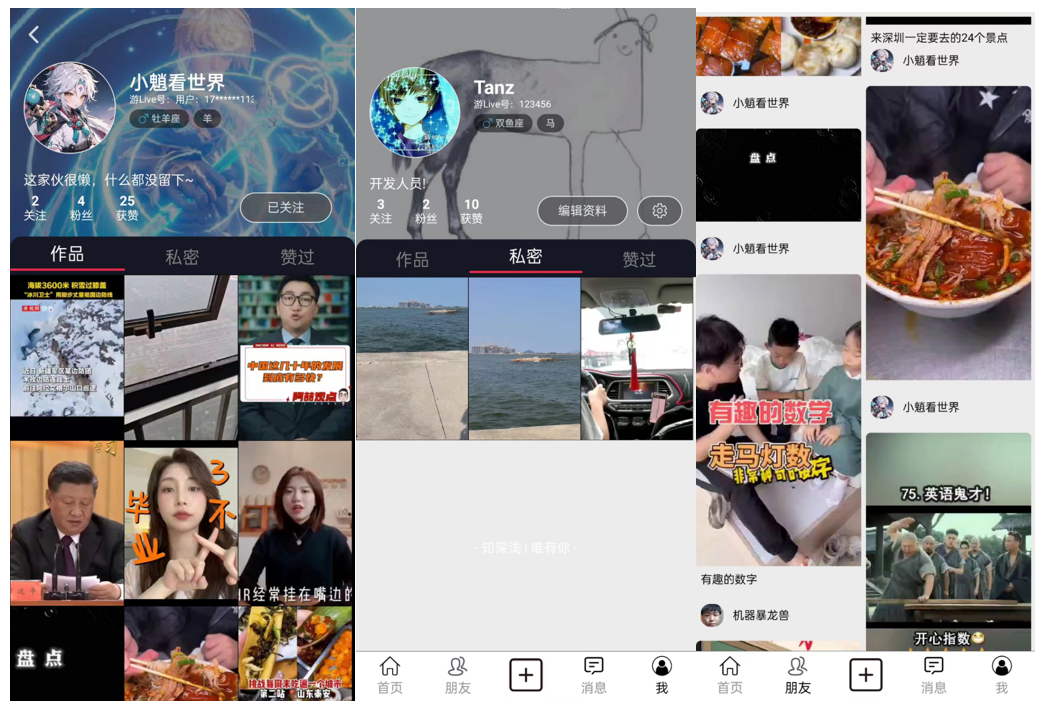 小魈看世界
游Live号：用户：17******113
♂ 牡羊座
羊
这家伙很懒，什么都没留下~
2
4
25
关注
粉丝
获赞
已关注
作品
私密
赞过
海拔3600米 积雪过膝盖
“冰川卫士”用脚步丈量祖国边防线
近日 新疆军区某边防团
中国这几十年的发展
到底有多快？
毕业
3不
HR经常挂在嘴边的
盘点
挑战每周末吃遍一个城市
第二站 山东泰安
Tanz
游Live号：123456
♂ 双鱼座
马
开发人员!
3
2
10
关注
粉丝
获赞
编辑资料
作品
私密
赞过
- 知深浅 | 唯有你 -
首页
朋友
消息
我
小魈看世界
盘点
小魈看世界
有趣的数学
走马灯数
有趣的数字
机器暴龙兽
来深圳一定要去的24个景点
小魈看世界
小魈看世界
75. 英语鬼才！
开心指数
首页
朋友
消息
我